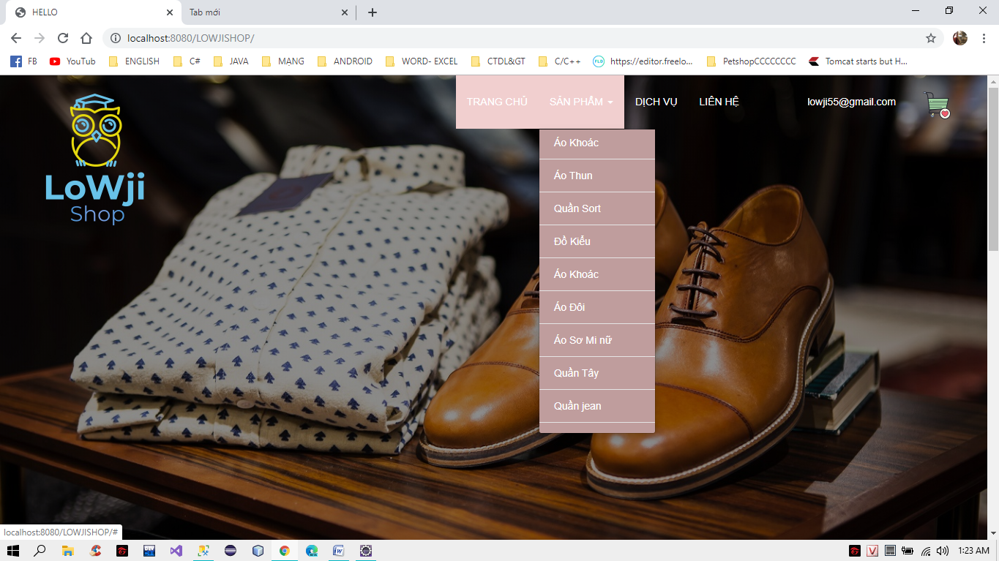 HELLO
Tab mới
localhost:8080/LOWJISHOP/
FB
YouTub
ENGLISH
C#
JAVA
MẠNG
ANDROID
WORD- EXCEL
CTDL&GT
C/C++
https://editor.freelo...
PetshopCCCCCCCC
Tomcat starts but H...
TRANG CHỦ
SẢN PHẨM
DỊCH VỤ
LIÊN HỆ
lowji55@gmail.com
LoWji
Shop
Áo Khoác
Áo Thun
Quần Sort
Đồ Kiểu
Áo Khoác
Áo Đôi
Áo Sơ Mi nữ
Quần Tây
Quần jean
localhost:8080/LOWJISHOP/#
1:23 AM